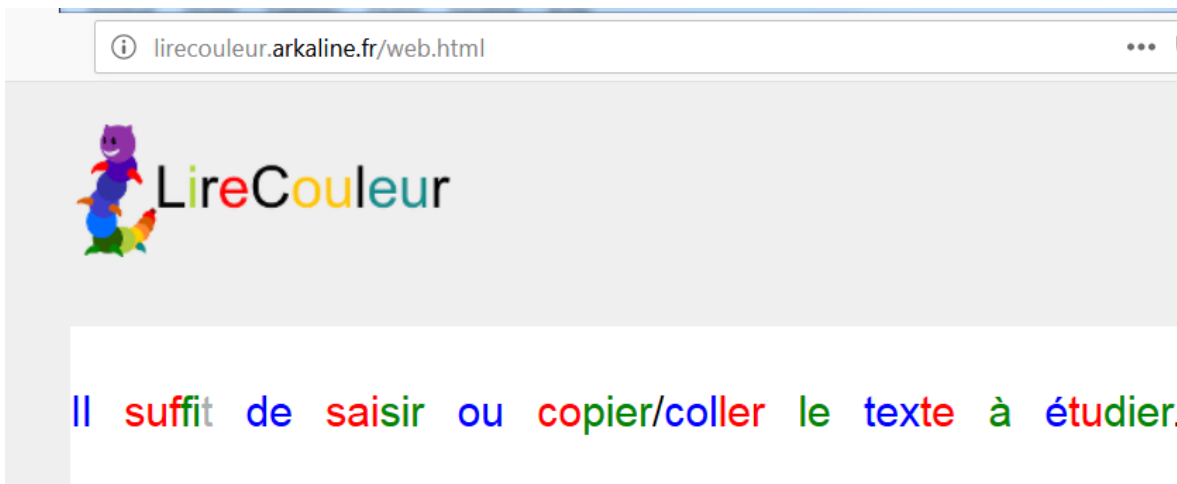 lirecouleur.arkaline.fr/web.html
LireCouleur
Il suffit de saisir ou copier/coller le texte à étudier.